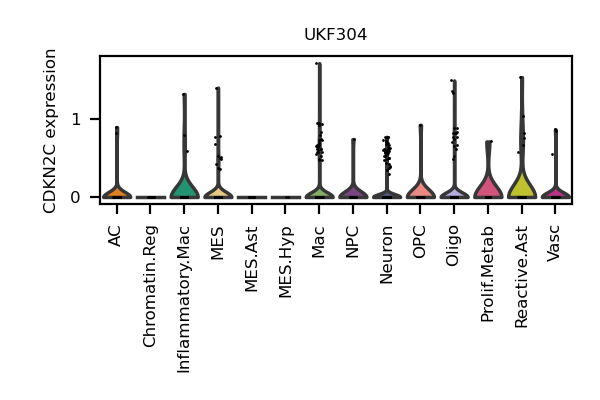 UKF304
CDKN2C expression
1
0
AC
Chromatin.Reg
Inflammatory.Mac
MES
MES.Ast
MES.Hyp
Mac
NPC
Neuron
OPC
Oligo
Prolif.Metab
Reactive.Ast
Vasc